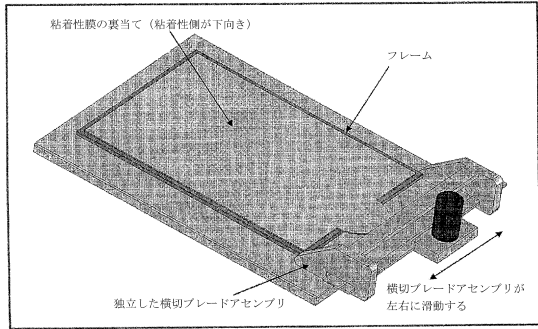 粘着性膜の裏当て（粘着性側が下向き）
フレーム
独立した横切ブレードアセンブリ
横切ブレードアセンブリが
左右に滑動する